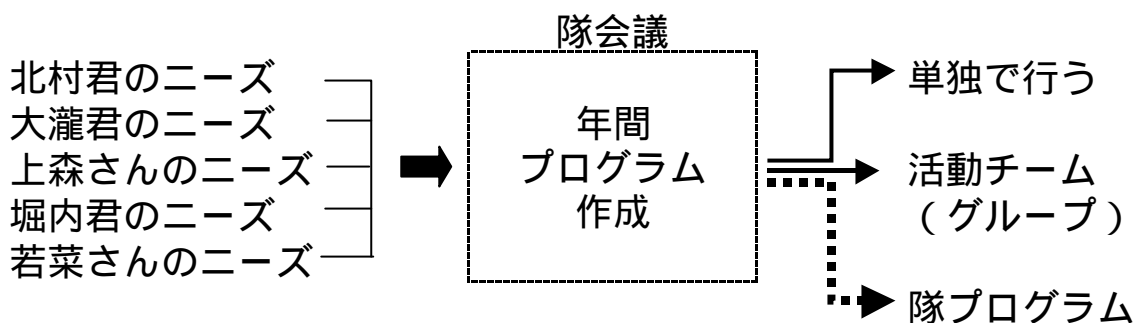 隊会議
北村君のニーズ
大瀧君のニーズ
上森さんのニーズ
堀内君のニーズ
若菜さんのニーズ
年間
プログラム
作成
単独で行う
活動チーム
(グループ)
隊プログラム